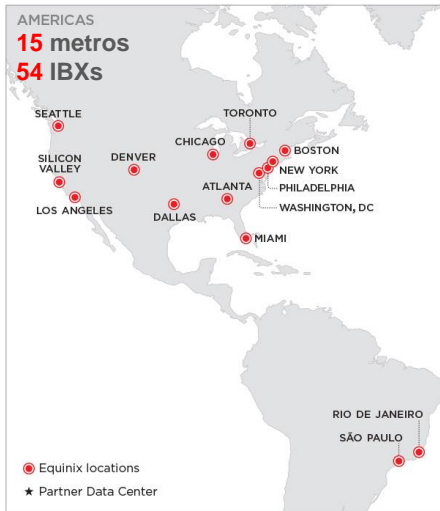 AMERICAS
15 metros
54 IBXs
SEATTLE
TORONTO
CHICAGO
BOSTON
SILICON
VALLEY
DENVER
NEW YORK
ATLANTA
PHILADELPHIA
LOS ANGELES
DALLAS
WASHINGTON, DC
MIAMI
RIO DE JANEIRO
SÃO PAULO
Equinix locations
★ Partner Data Center